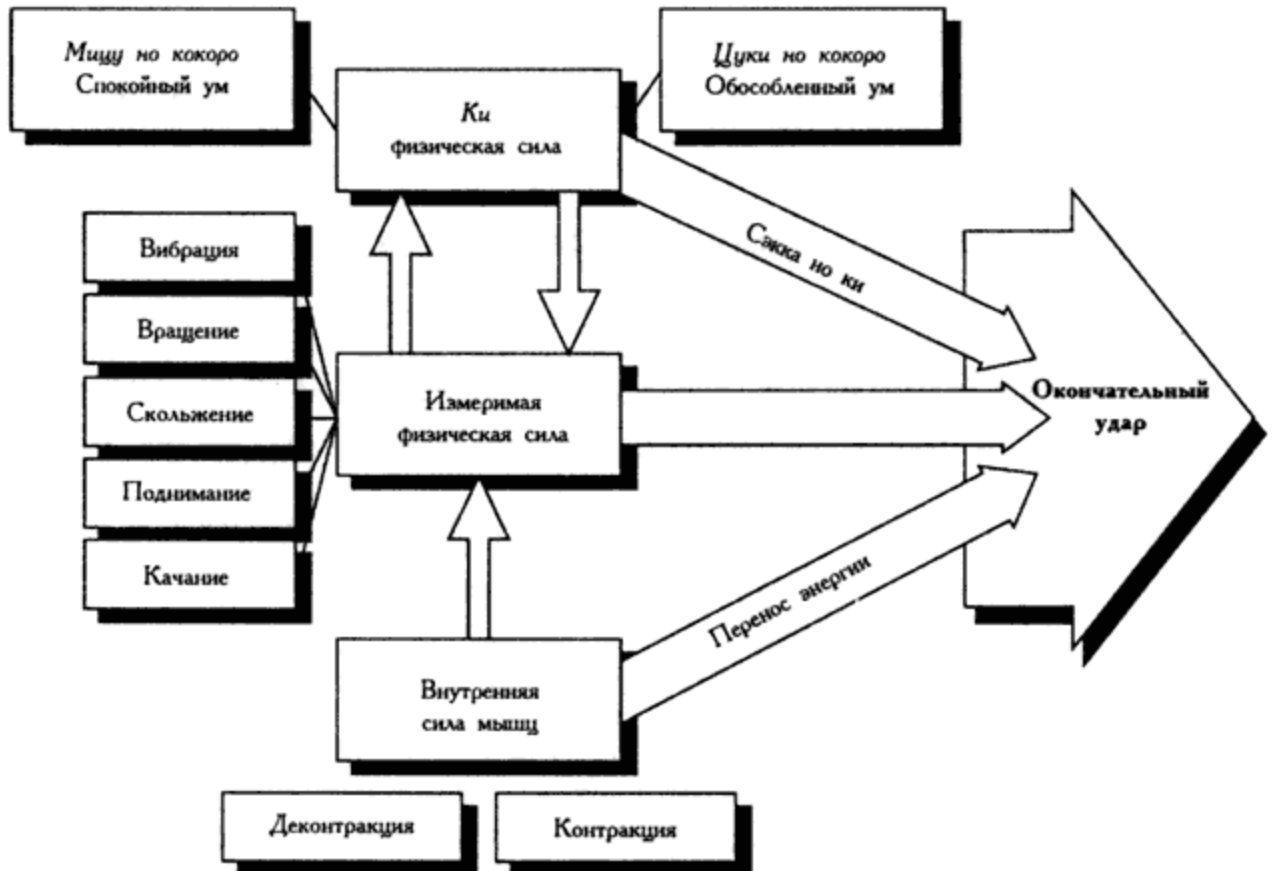 Мицу но кокоро
Спокойный ум
Цуки но кокоро
Обособленный ум
Ки
физическая сила
Сэкка но ки
Вибрация
Вращение
Скольжение
Поднимание
Качание
Измеримая
физическая сила
Окончательный
удар
Перенос энергии
Внутренняя
сила мышц
Деконтракция
Контракция